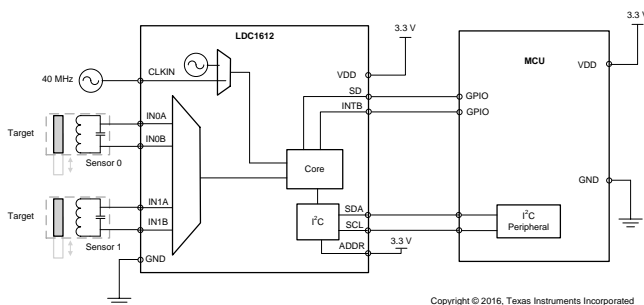 LDC1612
3.3 V
3.3 V
MCU
40 MHz
CLKIN
VDD
VDD
SD
GPIO
INTB
GPIO
Target
IN0A
IN0B
Sensor 0
Core
GND
Target
IN1A
IN1B
Sensor 1
I²C
SDA
SCL
I²C
Peripheral
ADDR
3.3 V
GND
Copyright © 2016, Texas Instruments Incorporated